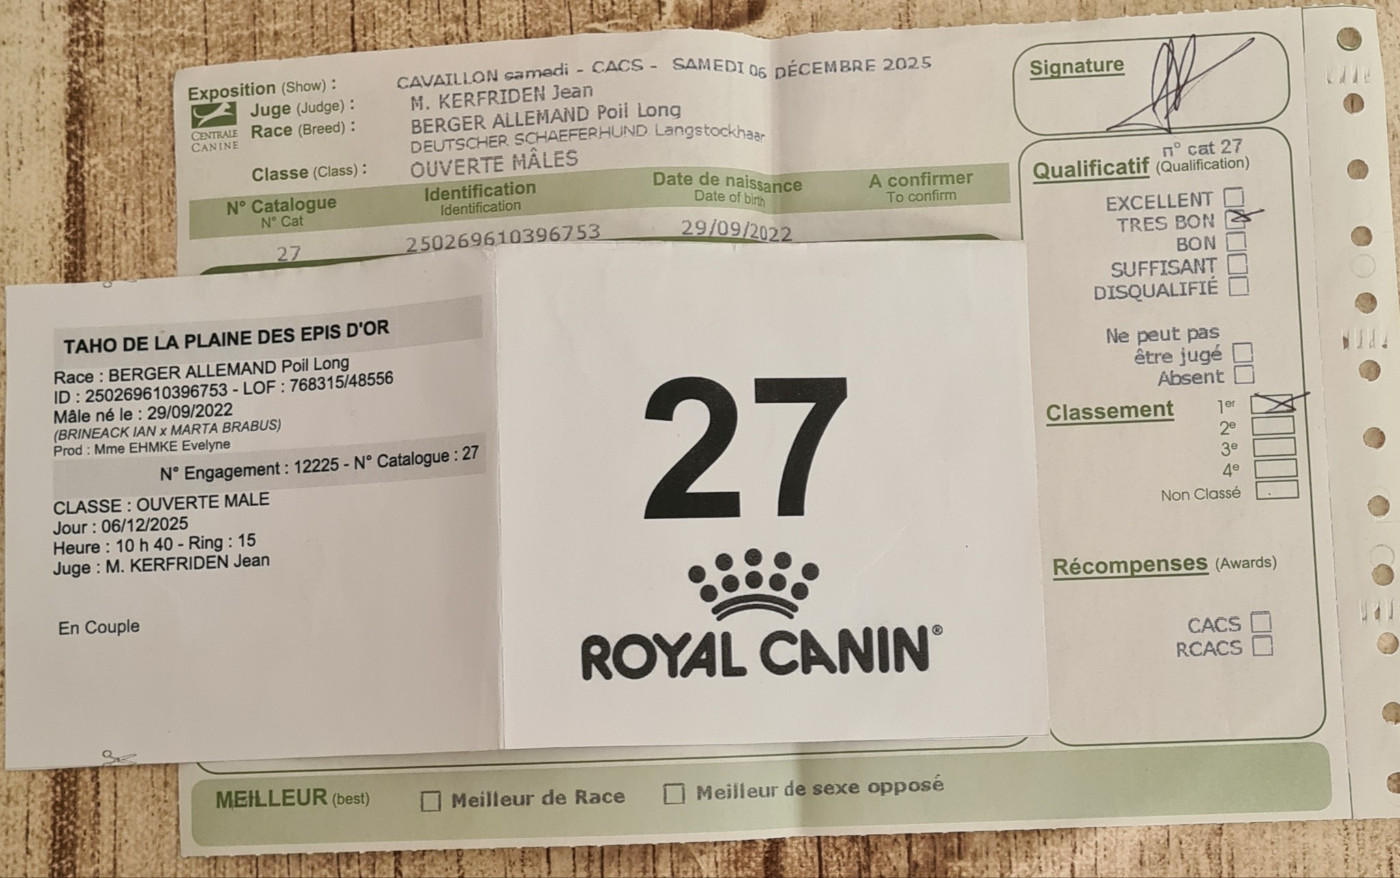 Exposition (Show) : CAVAILLON samedi - CACS - SAMEDI 06 DÉCEMBRE 2025
Juge (Judge) : M. KERFRIDEN Jean
Race (Breed) : BERGER ALLEMAND Poil Long
DEUTSCHER SCHAEFERHUND Langstockhaar
CENTRALE
CANINE
Classe (Class) : OUVERTE MÂLES
N° Catalogue Identification Date de naissance A confirmer
N° Cat Identification Date of birth To confirm
27 250269610396753 29/09/2022
Signature
n° cat 27
Qualificatif (Qualification)
EXCELLENT
TRES BON
BON
SUFFISANT
DISQUALIFIÉ
Ne peut pas
être jugé
Absent
Classement 1er
2e
3e
4e
Non Classé
Récompenses (Awards)
CACS
RCACS
TAHO DE LA PLAINE DES EPIS D'OR
Race : BERGER ALLEMAND Poil Long
ID : 250269610396753 - LOF : 768315/48556
Mâle né le : 29/09/2022
(BRINEACK IAN x MARTA BRABUS)
Prod : Mme EHMKE Evelyne
N° Engagement : 12225 - N° Catalogue : 27
CLASSE : OUVERTE MALE
Jour : 06/12/2025
Heure : 10 h 40 - Ring : 15
Juge : M. KERFRIDEN Jean
En Couple
27
ROYAL CANIN®
MEILLEUR (best) Meilleur de Race Meilleur de sexe opposé